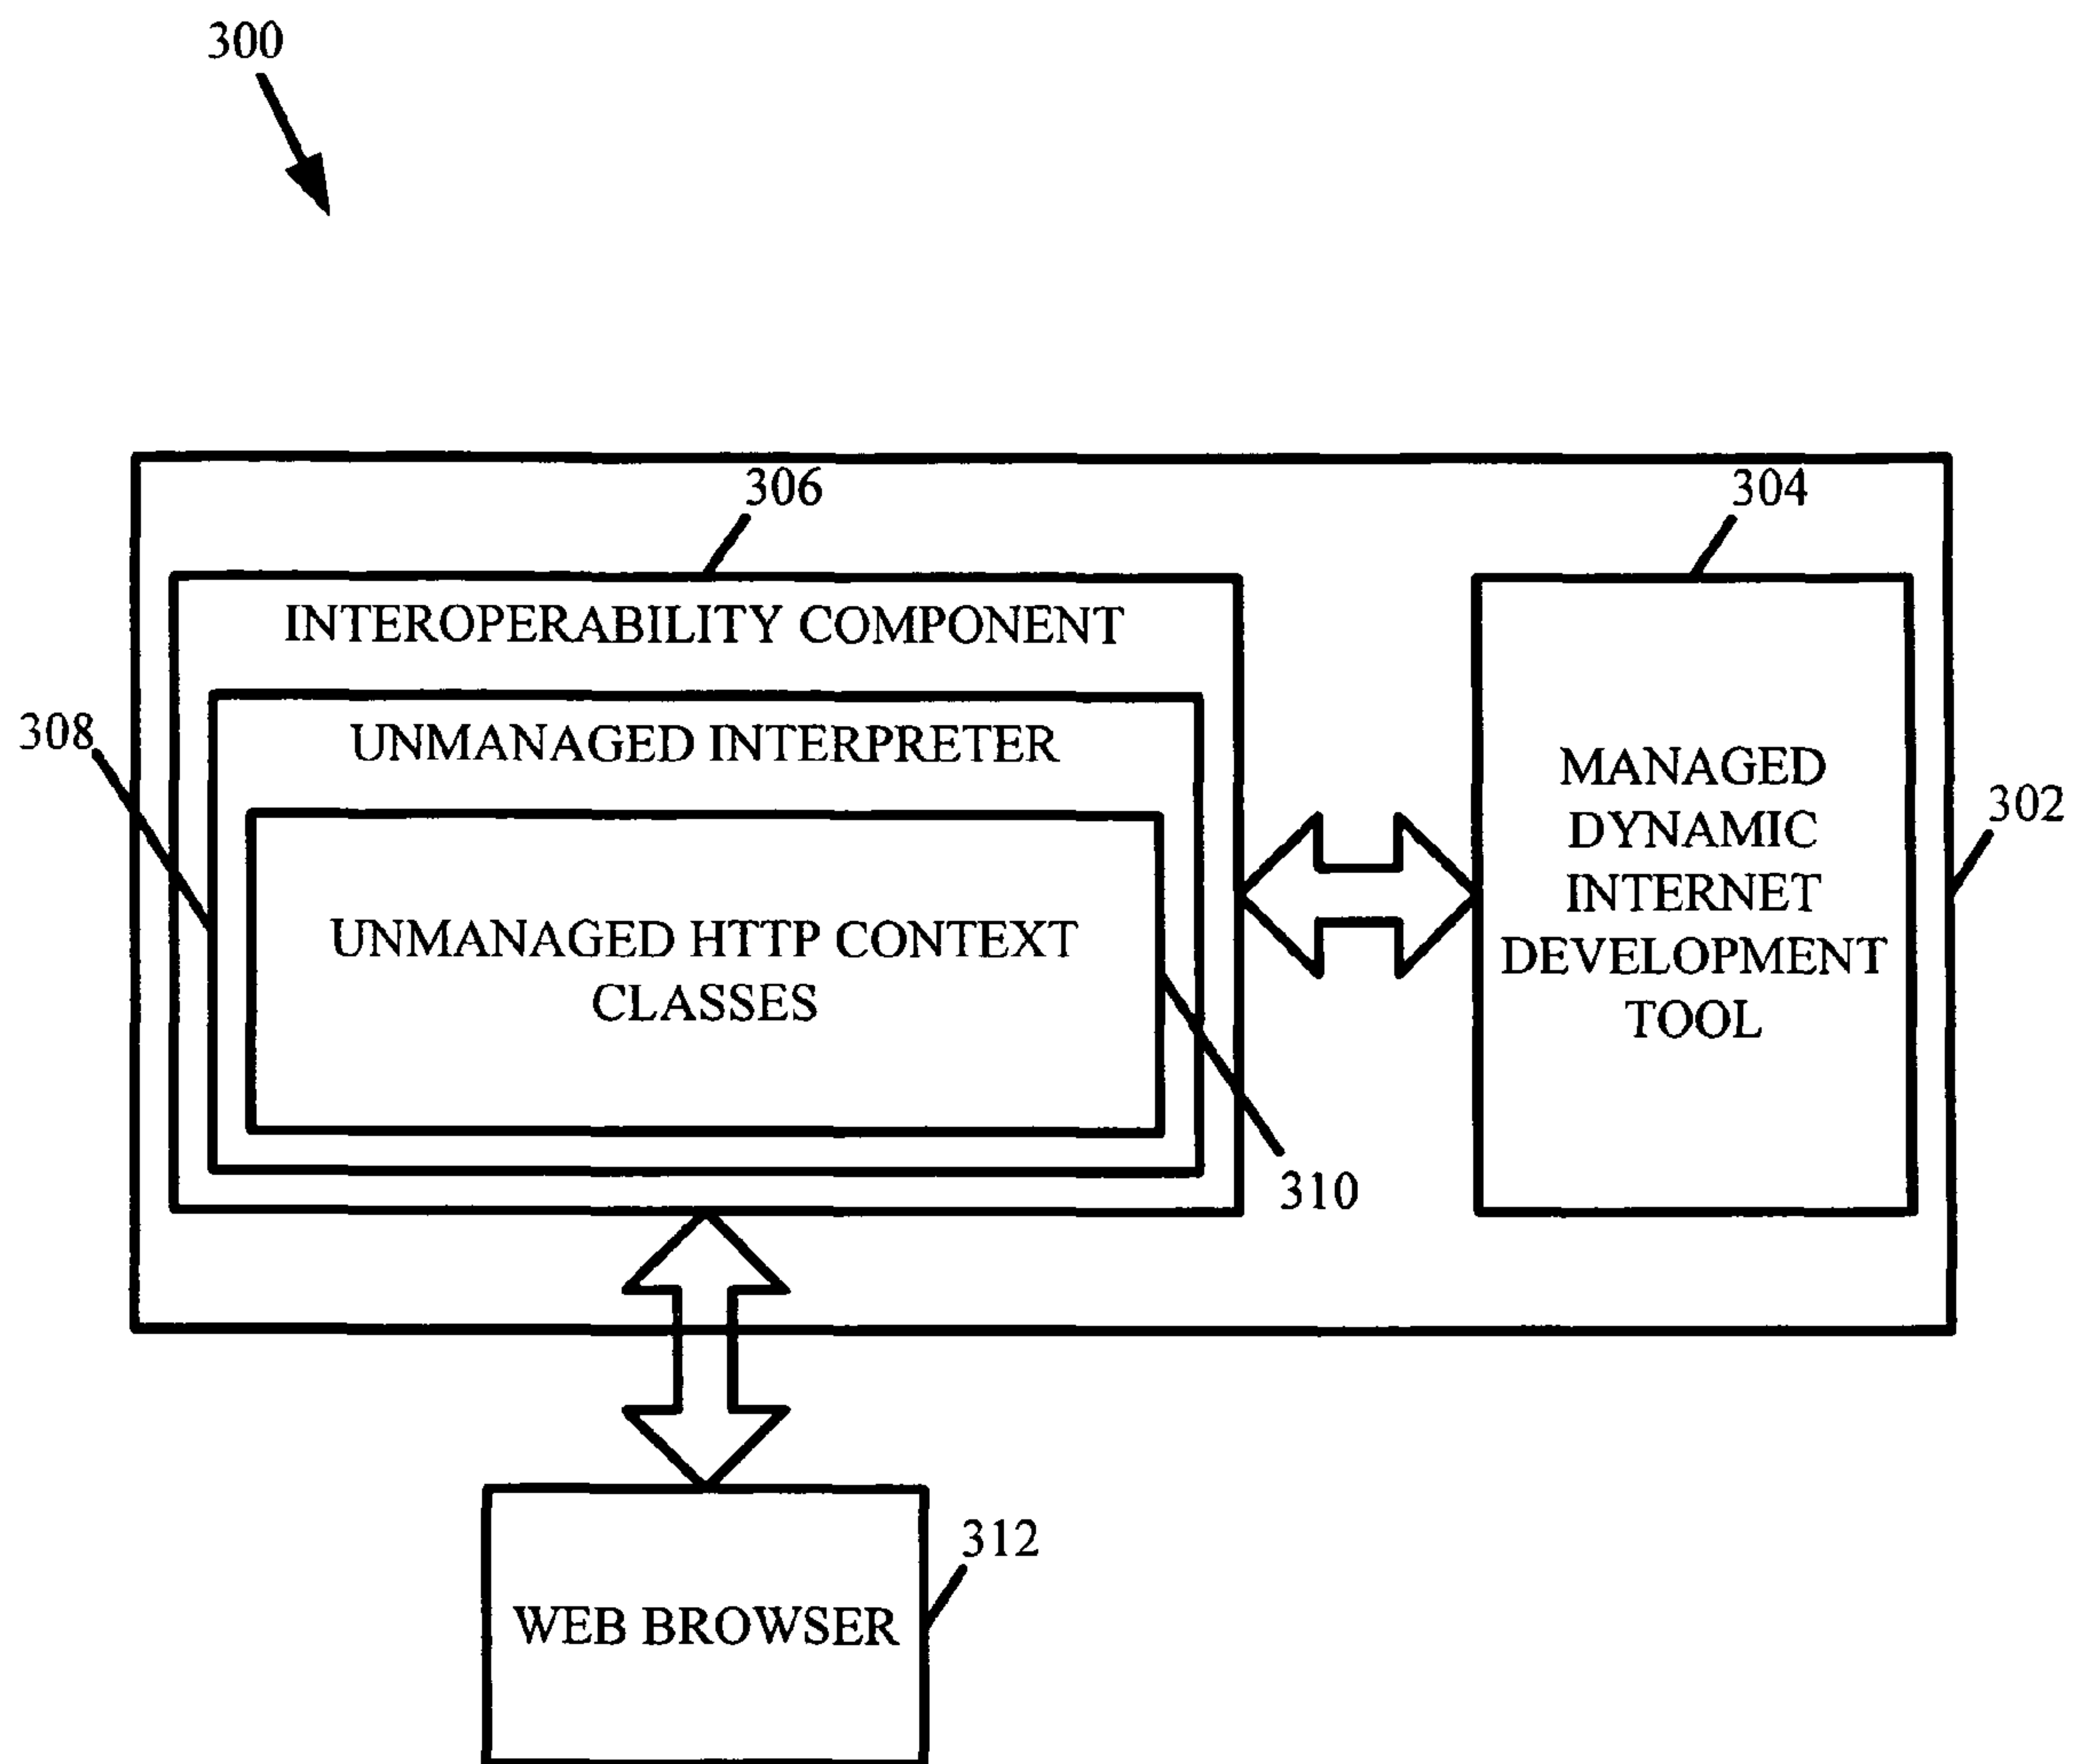 300
306
304
INTEROPERABILITY COMPONENT
308
UNMANAGED INTERPRETER
MANAGED
DYNAMIC
INTERNET
DEVELOPMENT
TOOL
302
UNMANAGED HTTP CONTEXT
CLASSES
310
312
WEB BROWSER